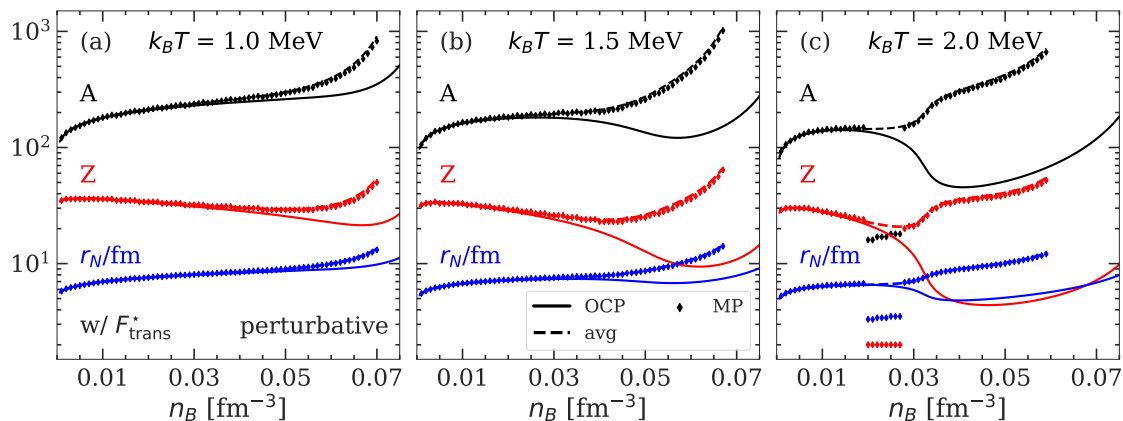 (a) k_BT = 1.0 MeV
(b) k_BT = 1.5 MeV
(c) k_BT = 2.0 MeV
10³
10²
10¹
A
Z
r_N/fm
w/ F*_trans perturbative
A
Z
r_N/fm
OCP
avg
MP
A
Z
r_N/fm
0.01 0.03 0.05 0.07
0.01 0.03 0.05 0.07
0.01 0.03 0.05 0.07
n_B [fm⁻³]
n_B [fm⁻³]
n_B [fm⁻³]